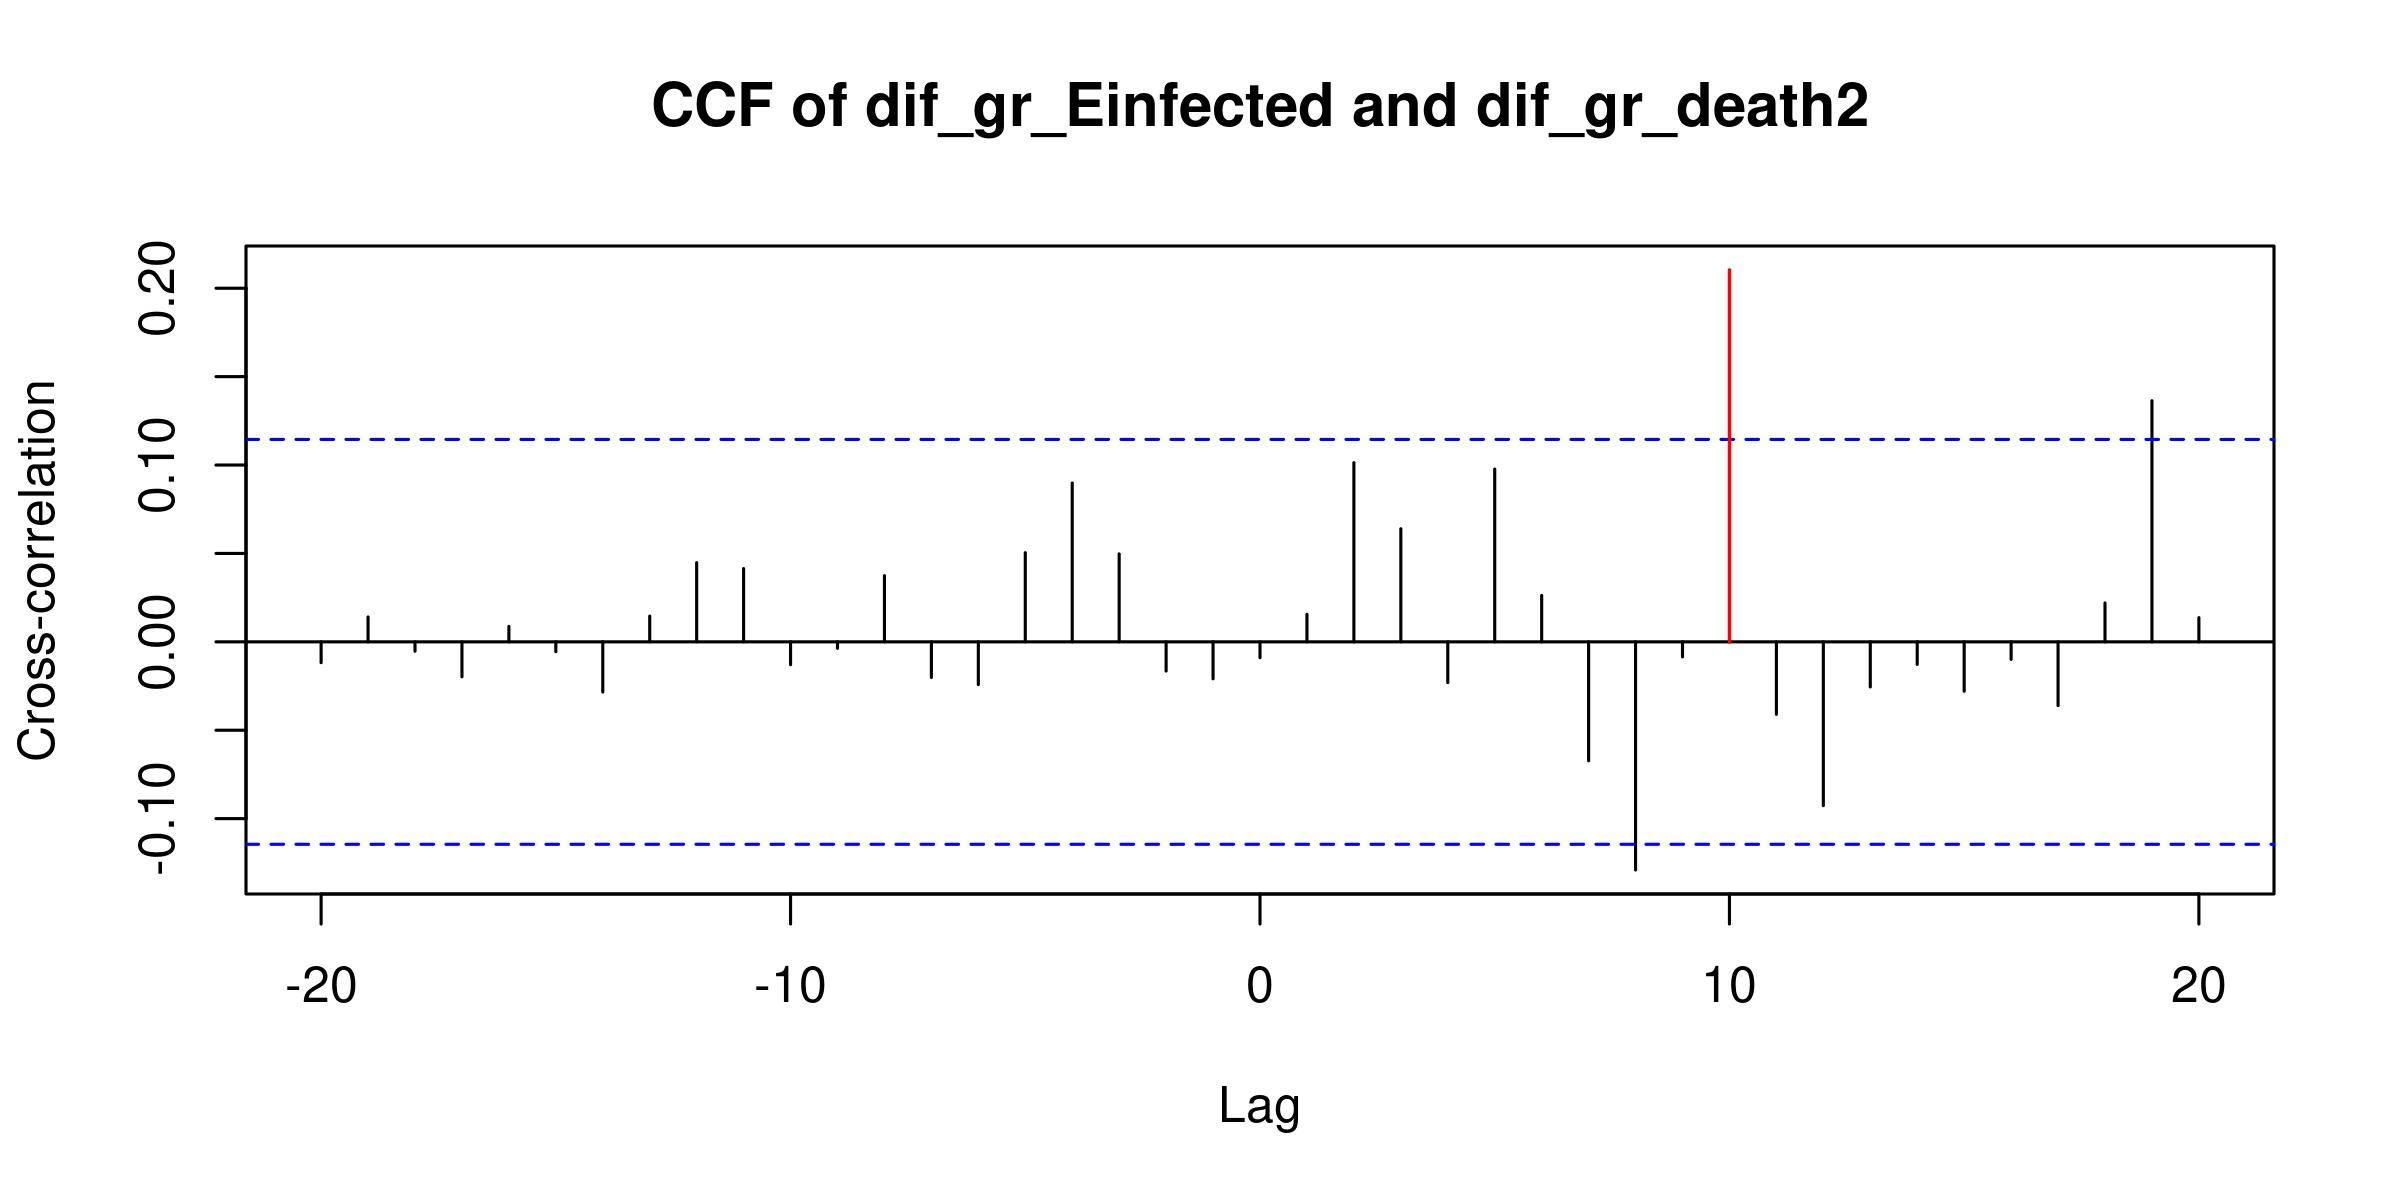 CCF of dif_gr_Einfected and dif_gr_death2
Cross-correlation
0.20
0.10
0.00
-0.10
-20 -10 0 10 20
Lag